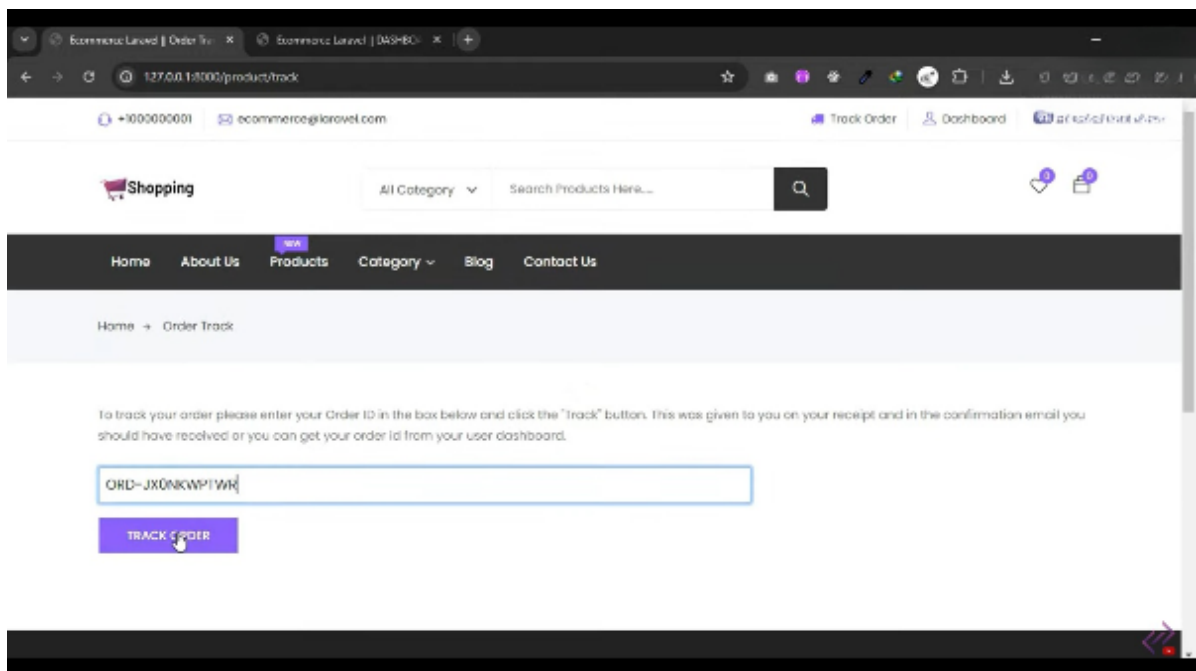 Ecommerce Laravel || Order Tra
Ecommerce Laravel | DASHBO
127.0.0.1:8000/product/track
+1000000001
ecommerce@laravel.com
Track Order
Dashboard
Shopping
All Category
Search Products Here....
0
0
NEW
Home About Us Products Category Blog Contact Us
Home → Order Track
To track your order please enter your Order ID in the box below and click the "Track" button. This was given to you on your receipt and in the confirmation email you
should have received or you can get your order id from your user dashboard.
ORD-JX0NKWPTWR
TRACK ORDER